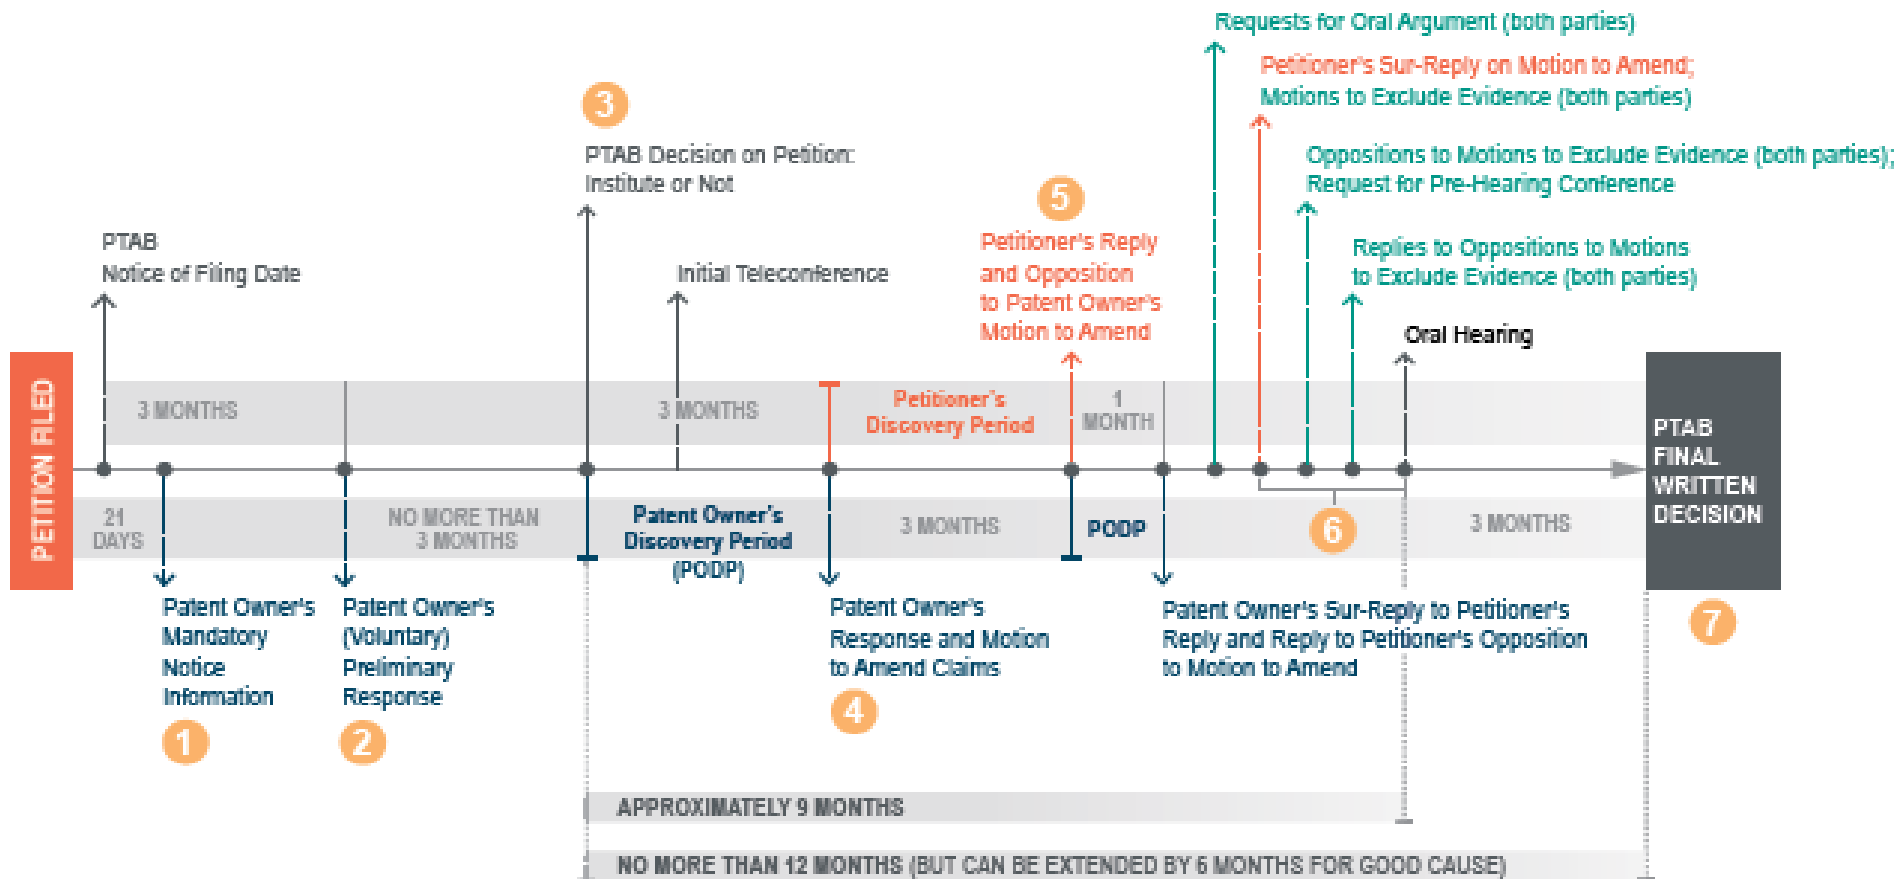 Requests for Oral Argument (both parties)
Petitioner's Sur-Reply on Motion to Amend;
Motions to Exclude Evidence (both parties)
3
PTAB Decision on Petition:
Institute or Not
Oppositions to Motions to Exclude Evidence (both parties);
Request for Pre-Hearing Conference
5
PTAB
Notice of Filing Date
Initial Teleconference
Petitioner's Reply
and Opposition
to Patent Owner's
Motion to Amend
Replies to Oppositions to Motions
to Exclude Evidence (both parties)
Oral Hearing
PETITION FILED
3 MONTHS
3 MONTHS
Petitioner's
Discovery Period
1
MONTH
PTAB
FINAL
WRITTEN
DECISION
21
DAYS
NO MORE THAN
3 MONTHS
Patent Owner's
Discovery Period
(PODP)
3 MONTHS
PODP
6
3 MONTHS
Patent Owner's
Mandatory
Notice
Information
1
Patent Owner's
(Voluntary)
Preliminary
Response
2
Patent Owner's
Response and Motion
to Amend Claims
4
Patent Owner's Sur-Reply to Petitioner's
Reply and Reply to Petitioner's Opposition
to Motion to Amend
7
APPROXIMATELY 9 MONTHS
NO MORE THAN 12 MONTHS (BUT CAN BE EXTENDED BY 6 MONTHS FOR GOOD CAUSE)